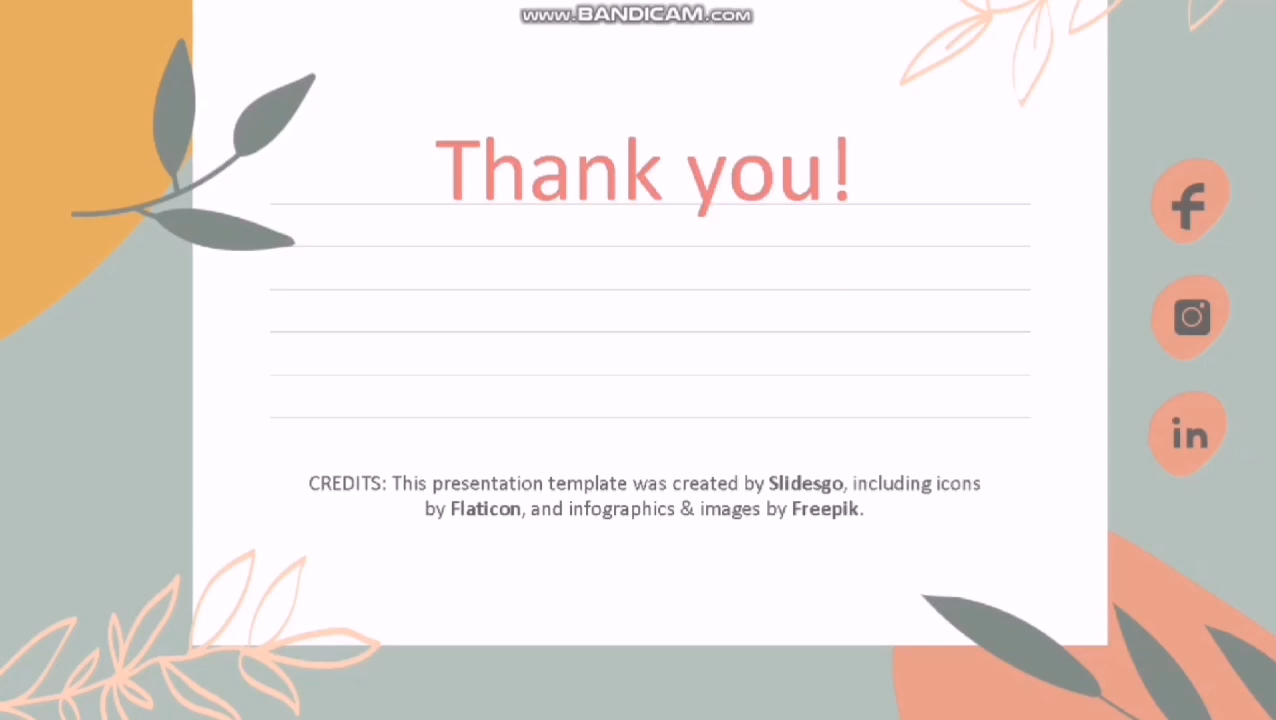 www.BANDICAM.com
Thank you!
CREDITS: This presentation template was created by Slidesgo, including icons
by Flaticon, and infographics & images by Freepik.
in